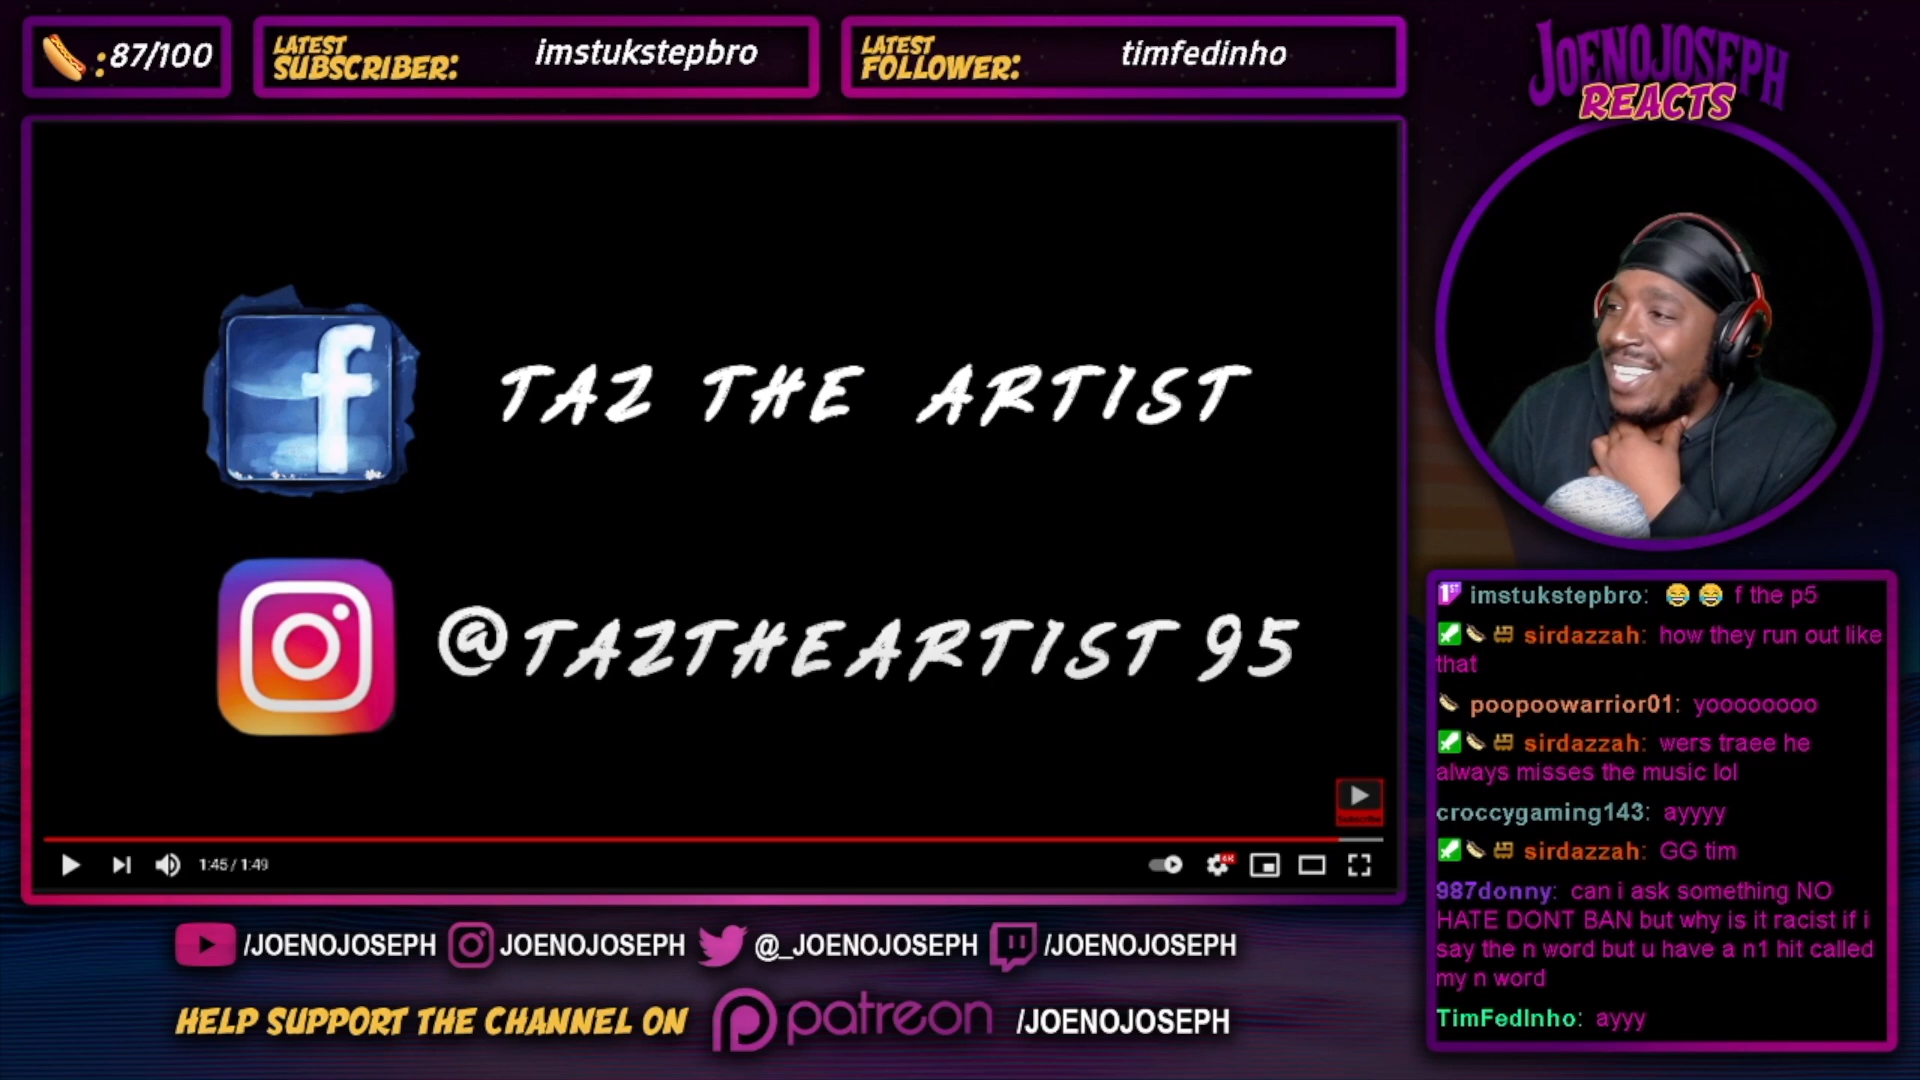 :87/100
LATEST SUBSCRIBER: imstukstepbro
LATEST FOLLOWER: timfedinho
JOENOJOSEPH
REACTS
TAZ THE ARTIST
@TAZTHEARTIST 95
Subscribe
1:45 / 1:49
4K
imstukstepbro: 😂 😂 f the p5
sirdazzah: how they run out like
that
poopoowarrior01: yoooooooo
sirdazzah: wers traee he
always misses the music lol
croccygaming143: ayyyy
sirdazzah: GG tim
987donny: can i ask something NO
HATE DONT BAN but why is it racist if i
say the n word but u have a n1 hit called
my n word
TimFedInho: ayyy
/JOENOJOSEPH JOENOJOSEPH @_JOENOJOSEPH /JOENOJOSEPH
HELP SUPPORT THE CHANNEL ON patreon /JOENOJOSEPH